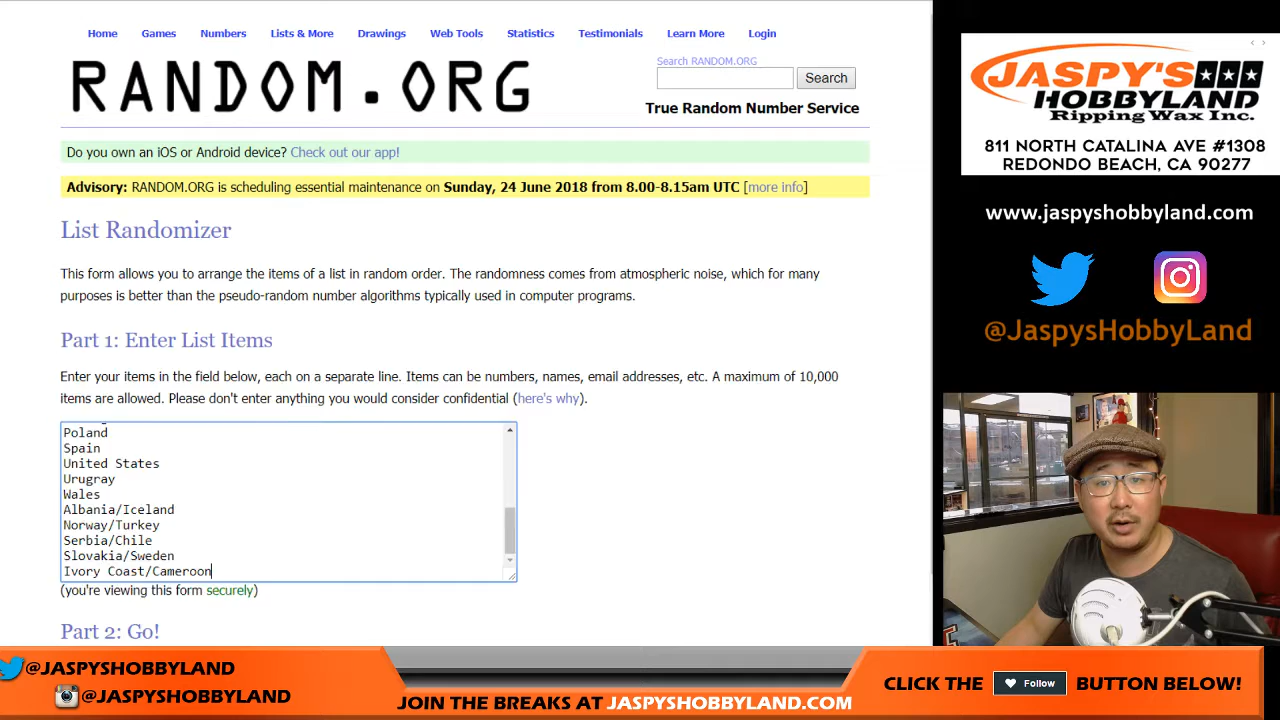 Home Games Numbers Lists & More Drawings Web Tools Statistics Testimonials Learn More Login
RANDOM.ORG
Search RANDOM.ORG
Search
True Random Number Service
Do you own an iOS or Android device? Check out our app!
Advisory: RANDOM.ORG is scheduling essential maintenance on Sunday, 24 June 2018 from 8.00-8.15am UTC [more info]
List Randomizer
This form allows you to arrange the items of a list in random order. The randomness comes from atmospheric noise, which for many
purposes is better than the pseudo-random number algorithms typically used in computer programs.
Part 1: Enter List Items
Enter your items in the field below, each on a separate line. Items can be numbers, names, email addresses, etc. A maximum of 10,000
items are allowed. Please don't enter anything you would consider confidential (here's why).
Poland
Spain
United States
Urugray
Wales
Albania/Iceland
Norway/Turkey
Serbia/Chile
Slovakia/Sweden
Ivory Coast/Cameroon
(you're viewing this form securely)
Part 2: Go!
JASPY'S
HOBBYLAND
Ripping Wax Inc.
811 NORTH CATALINA AVE #1308
REDONDO BEACH, CA 90277
www.jaspyshobbyland.com
@JaspysHobbyLand
@JASPYSHOBBYLAND
@JASPYSHOBBYLAND
JOIN THE BREAKS AT JASPYSHOBBYLAND.COM
CLICK THE Follow BUTTON BELOW!